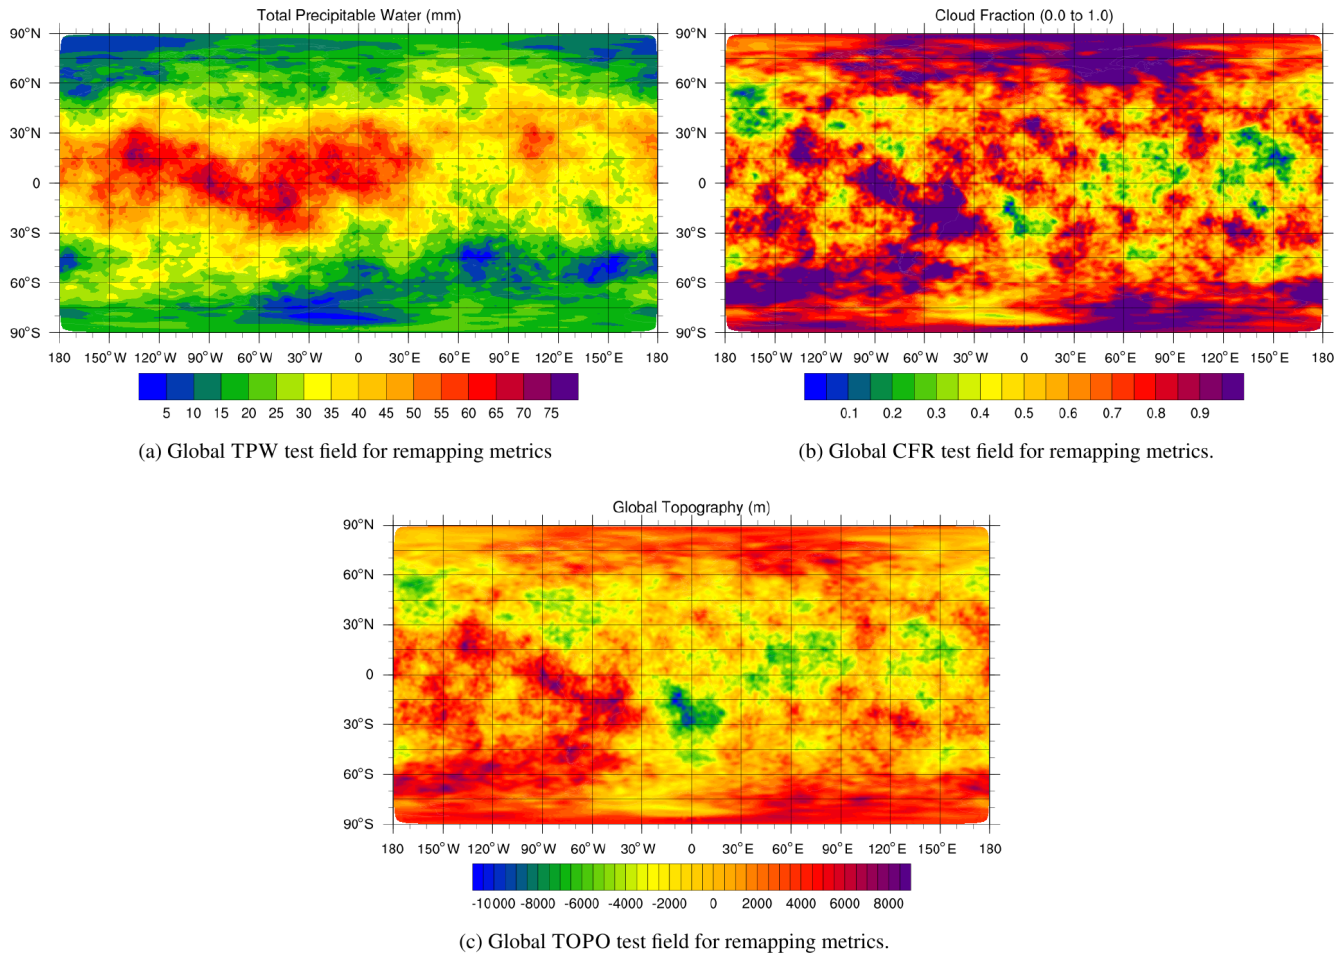 Total Precipitable Water (mm)
90°N
60°N
30°N
0
30°S
60°S
90°S
180 150°W 120°W 90°W 60°W 30°W 0 30°E 60°E 90°E 120°E 150°E 180
5 10 15 20 25 30 35 40 45 50 55 60 65 70 75
(a) Global TPW test field for remapping metrics
Cloud Fraction (0.0 to 1.0)
90°N
60°N
30°N
0
30°S
60°S
90°S
180 150°W 120°W 90°W 60°W 30°W 0 30°E 60°E 90°E 120°E 150°E 180
0.1 0.2 0.3 0.4 0.5 0.6 0.7 0.8 0.9
(b) Global CFR test field for remapping metrics.
Global Topography (m)
90°N
60°N
30°N
0
30°S
60°S
90°S
180 150°W 120°W 90°W 60°W 30°W 0 30°E 60°E 90°E 120°E 150°E 180
-10000 -8000 -6000 -4000 -2000 0 2000 4000 6000 8000
(c) Global TOPO test field for remapping metrics.